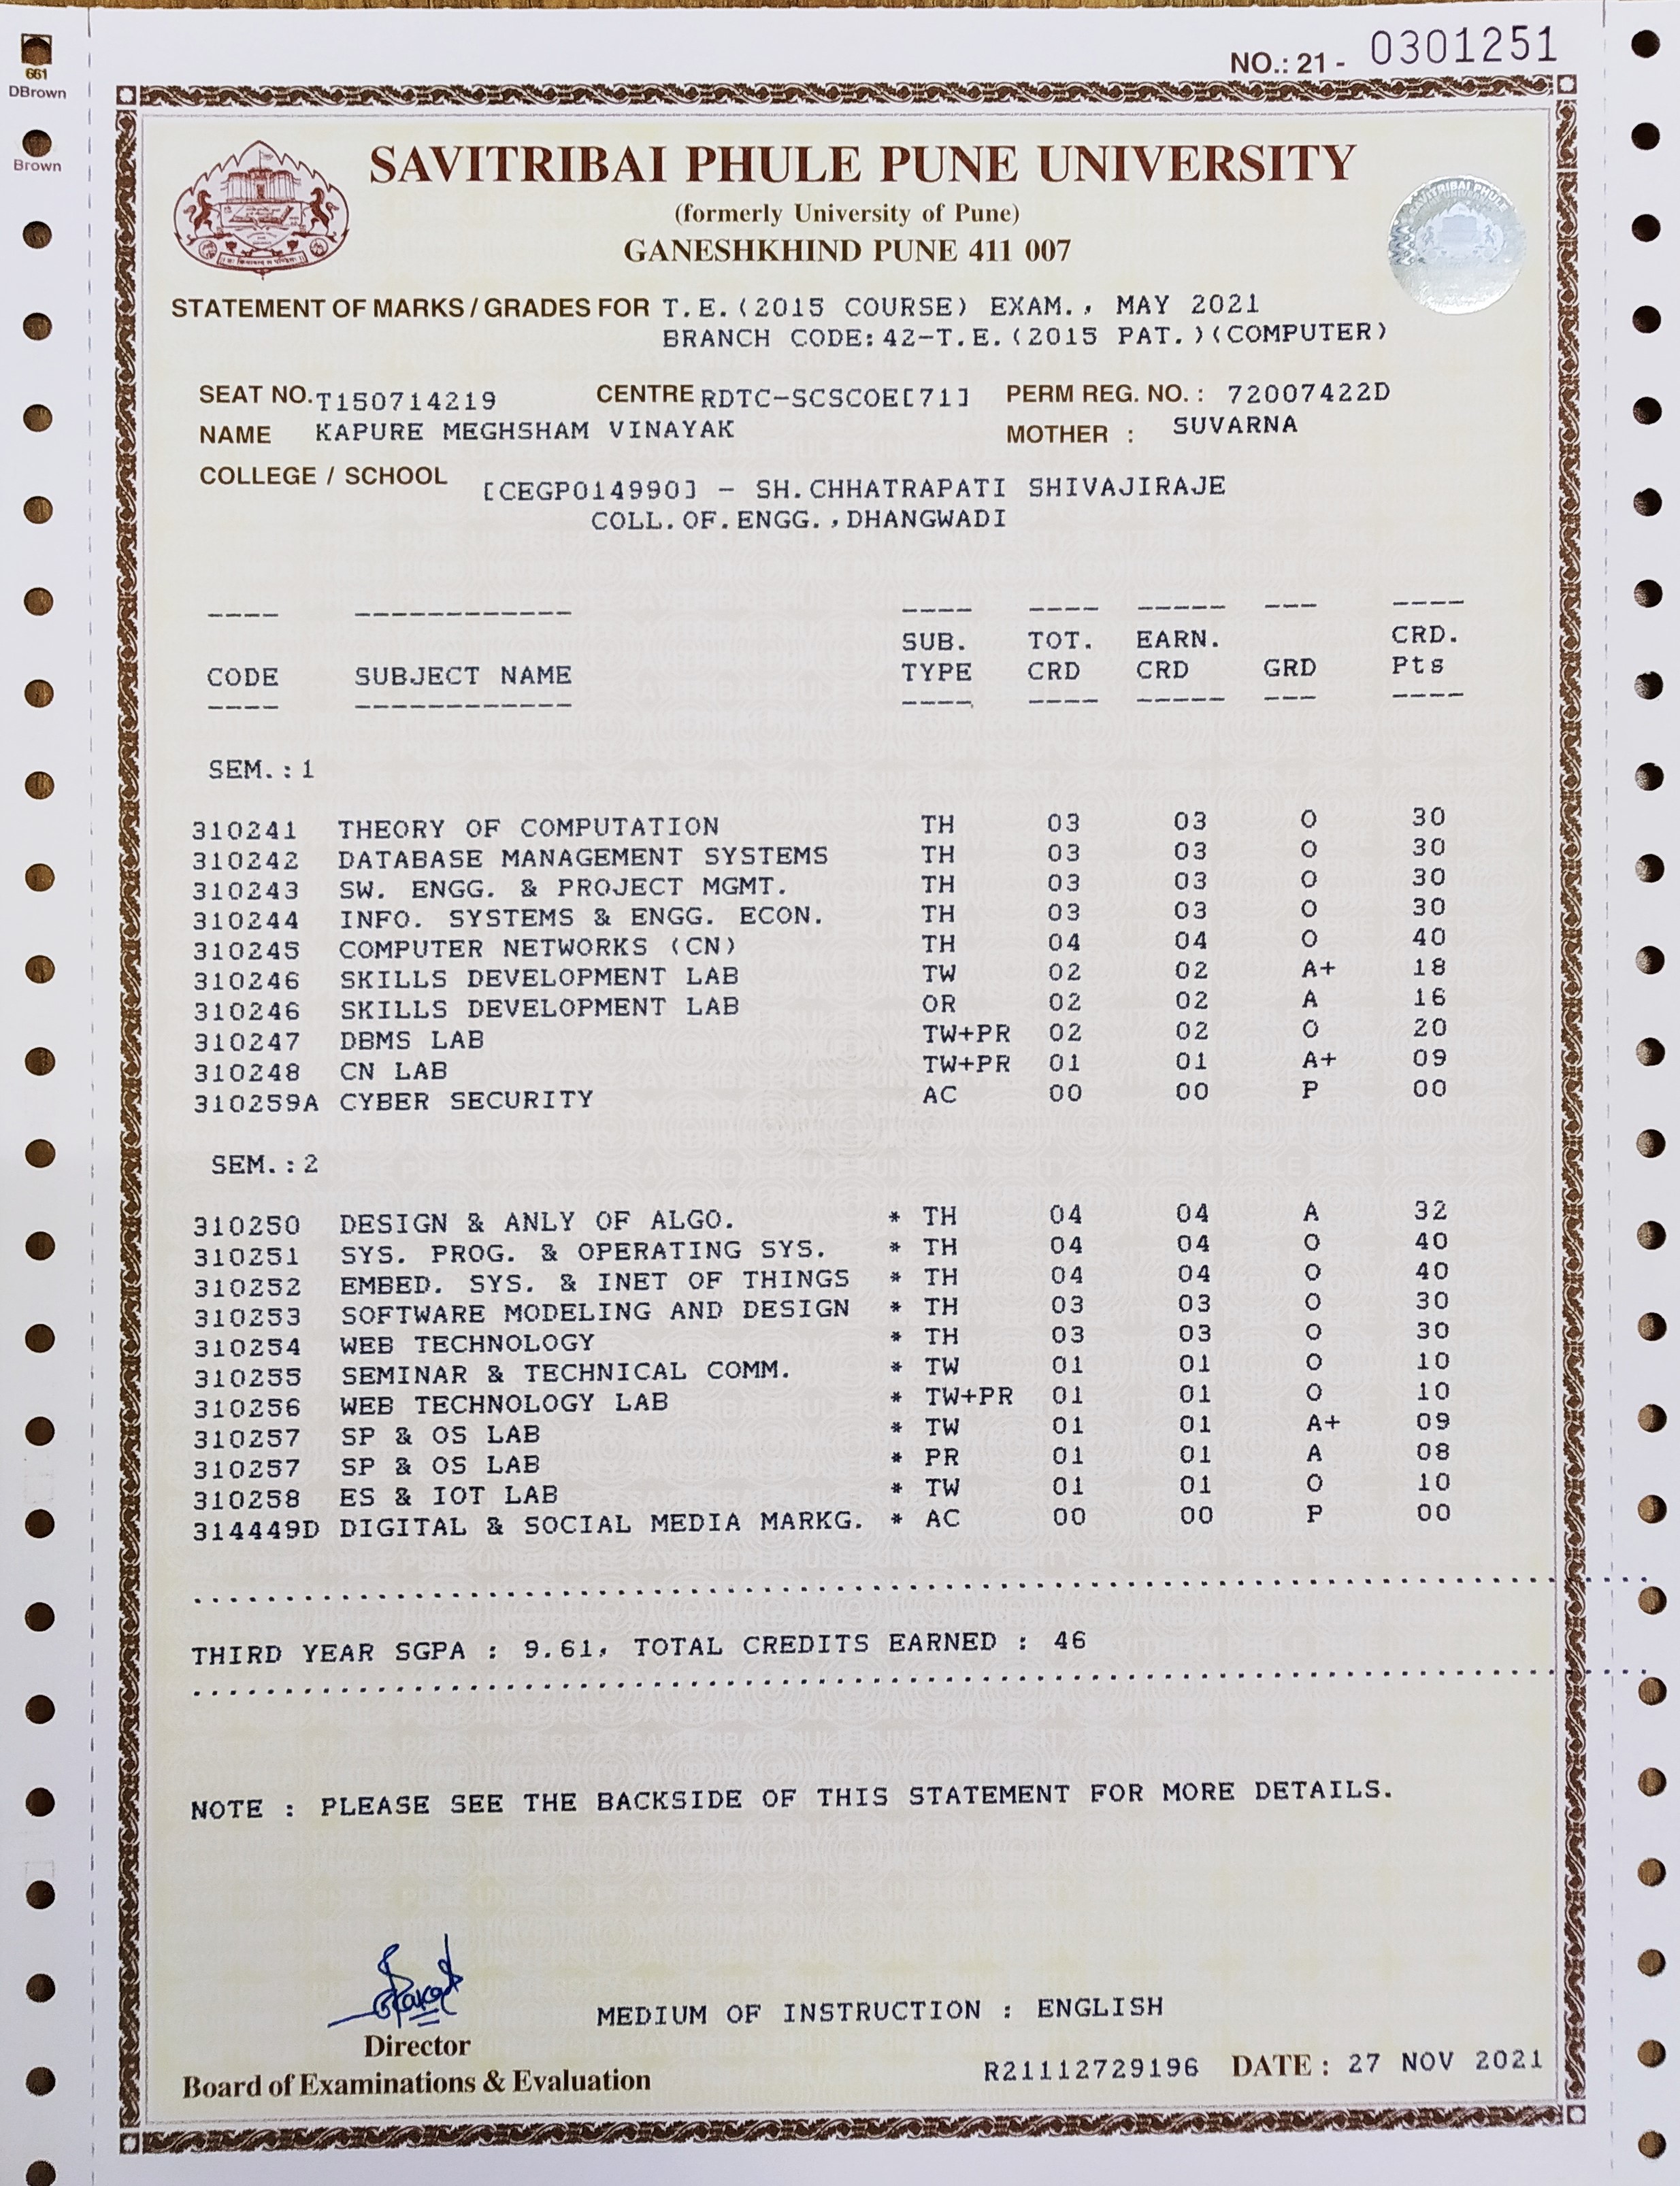 661
DBrown
Brown
NO.: 21 - 0301251
SAVITRIBAI PHULE PUNE UNIVERSITY
(formerly University of Pune)
GANESHKHIND PUNE 411 007
SAVITRIBAI PHULE
STATEMENT OF MARKS / GRADES FOR T.E.(2015 COURSE) EXAM., MAY 2021
BRANCH CODE:42-T.E.(2015 PAT.)(COMPUTER)
SEAT NO. T150714219 CENTRE RDTC-SCSCOE[71] PERM REG. NO. : 72007422D
NAME KAPURE MEGHSHAM VINAYAK MOTHER : SUVARNA
COLLEGE / SCHOOL [CEGP014990] - SH.CHHATRAPATI SHIVAJIRAJE
COLL.OF.ENGG.,DHANGWADI
---- ------------ ---- ---- ----- --- ----
SUB. TOT. EARN. CRD.
CODE SUBJECT NAME TYPE CRD CRD GRD Pts
---- ------------ ---- ---- ----- --- ----
SEM.:1
310241 THEORY OF COMPUTATION TH 03 03 O 30
310242 DATABASE MANAGEMENT SYSTEMS TH 03 03 O 30
310243 SW. ENGG. & PROJECT MGMT. TH 03 03 O 30
310244 INFO. SYSTEMS & ENGG. ECON. TH 03 03 O 30
310245 COMPUTER NETWORKS (CN) TH 04 04 O 40
310246 SKILLS DEVELOPMENT LAB TW 02 02 A+ 18
310246 SKILLS DEVELOPMENT LAB OR 02 02 A 16
310247 DBMS LAB TW+PR 02 02 O 20
310248 CN LAB TW+PR 01 01 A+ 09
310259A CYBER SECURITY AC 00 00 P 00
SEM.:2
310250 DESIGN & ANLY OF ALGO. * TH 04 04 A 32
310251 SYS. PROG. & OPERATING SYS. * TH 04 04 O 40
310252 EMBED. SYS. & INET OF THINGS * TH 04 04 O 40
310253 SOFTWARE MODELING AND DESIGN * TH 03 03 O 30
310254 WEB TECHNOLOGY * TH 03 03 O 30
310255 SEMINAR & TECHNICAL COMM. * TW 01 01 O 10
310256 WEB TECHNOLOGY LAB * TW+PR 01 01 O 10
310257 SP & OS LAB * TW 01 01 A+ 09
310257 SP & OS LAB * PR 01 01 A 08
310258 ES & IOT LAB * TW 01 01 O 10
314449D DIGITAL & SOCIAL MEDIA MARKG. * AC 00 00 P 00
THIRD YEAR SGPA : 9.61, TOTAL CREDITS EARNED : 46
NOTE : PLEASE SEE THE BACKSIDE OF THIS STATEMENT FOR MORE DETAILS.
Director
Board of Examinations & Evaluation
MEDIUM OF INSTRUCTION : ENGLISH
R21112729196 DATE : 27 NOV 2021